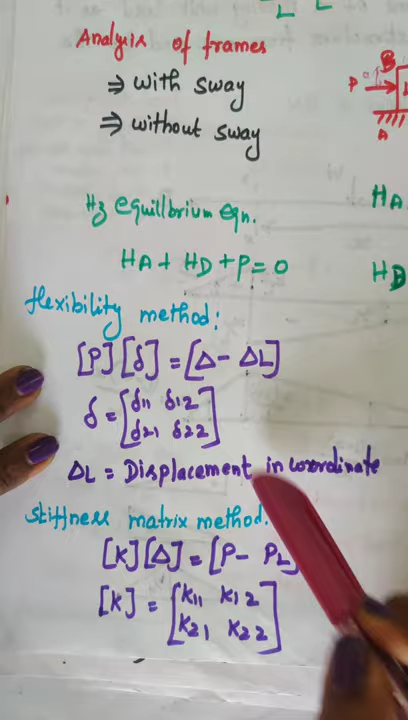 L L
Analysis of frames
⇒ with sway
⇒ without sway
B
P
A
Hz equillbrium eqn.
HA
HA + HD + P = 0
HD
flexibility method:
[P][δ] = [Δ - ΔL]
δ = [δ11 δ12
δ21 δ22]
ΔL = Displacement in coordinate
stiffness matrix method.
[K][Δ] = [P - PL]
[K] = [K11 K12
K21 K22]